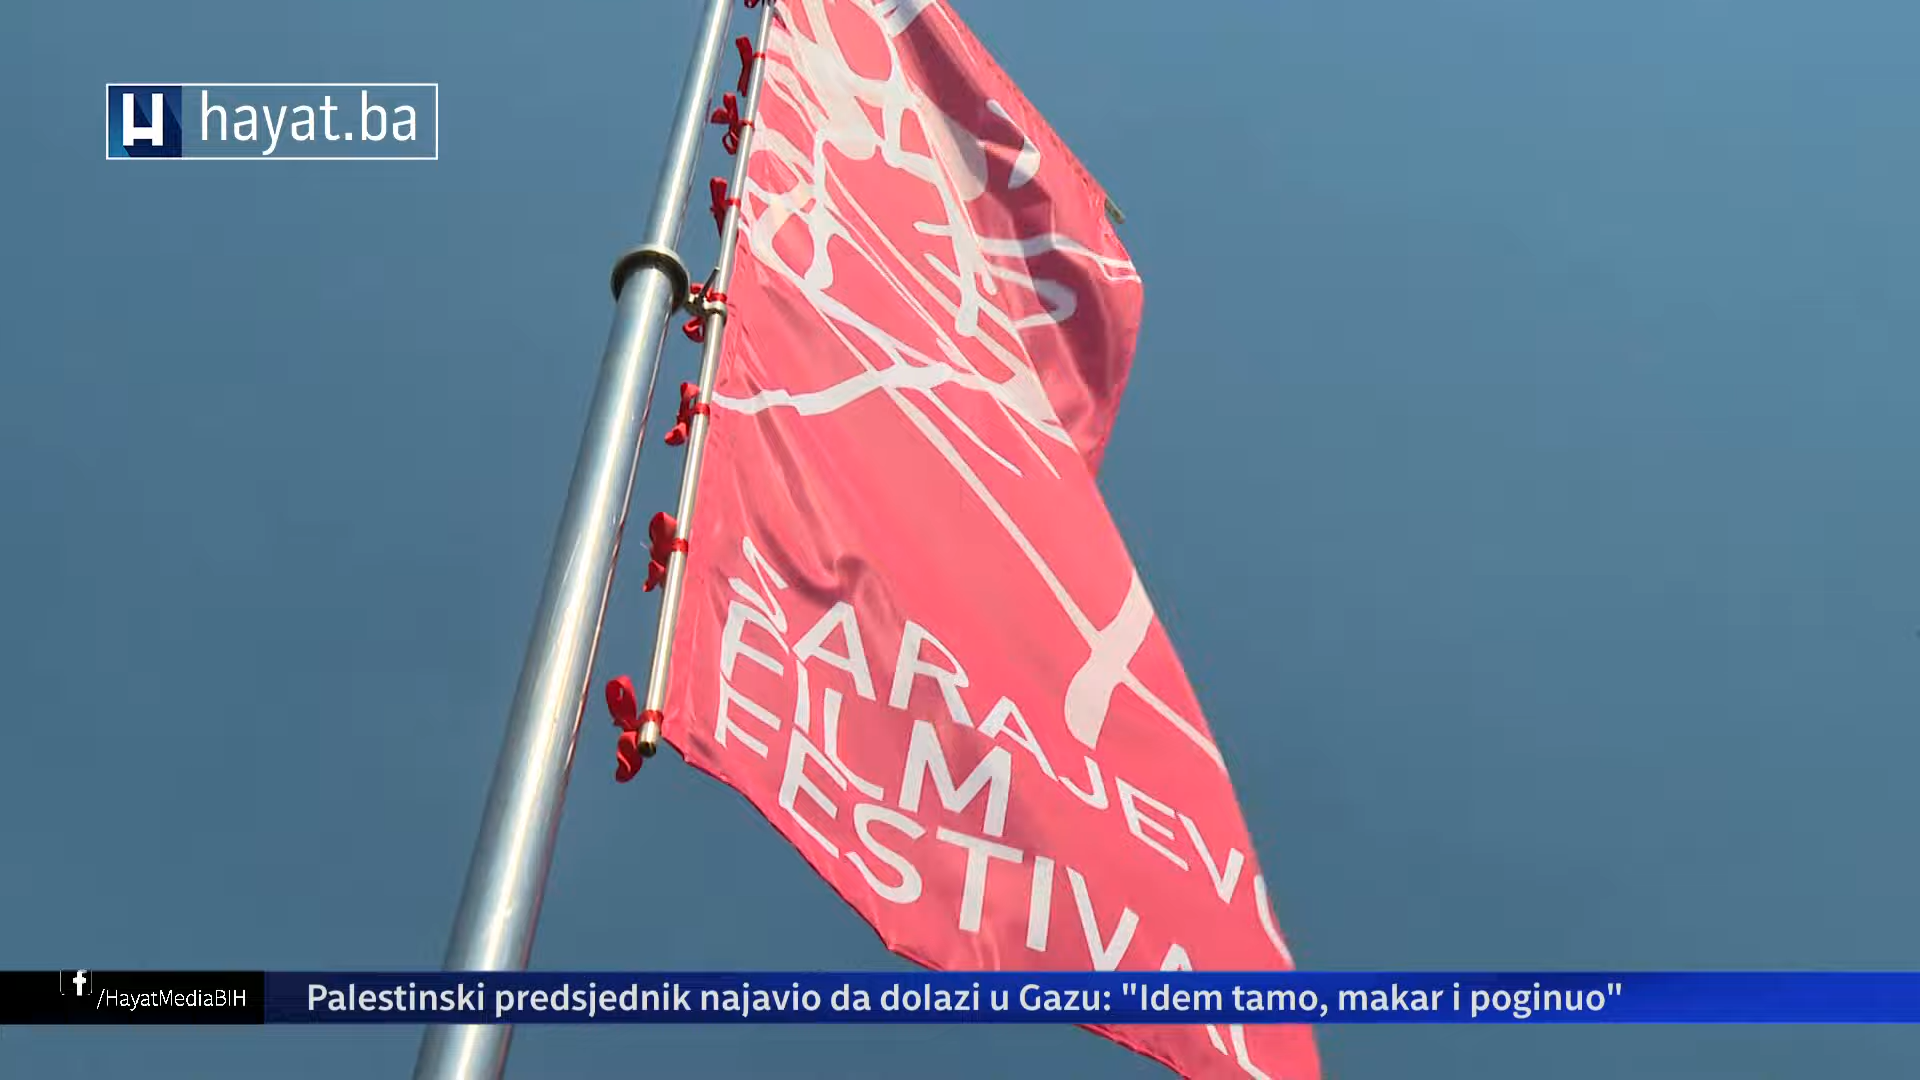 hayat.ba
SARAJEVO
FILM
FESTIVAL
/HayatMediaBIH
Palestinski predsjednik najavio da dolazi u Gazu: "Idem tamo, makar i poginuo"